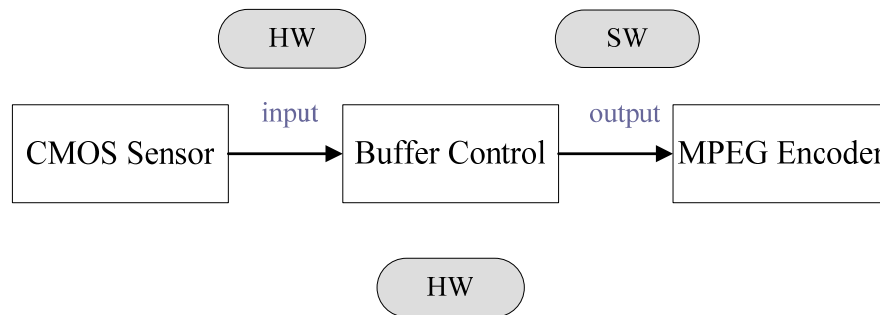 HW
SW
input
output
CMOS Sensor
Buffer Control
MPEG Encoder
HW